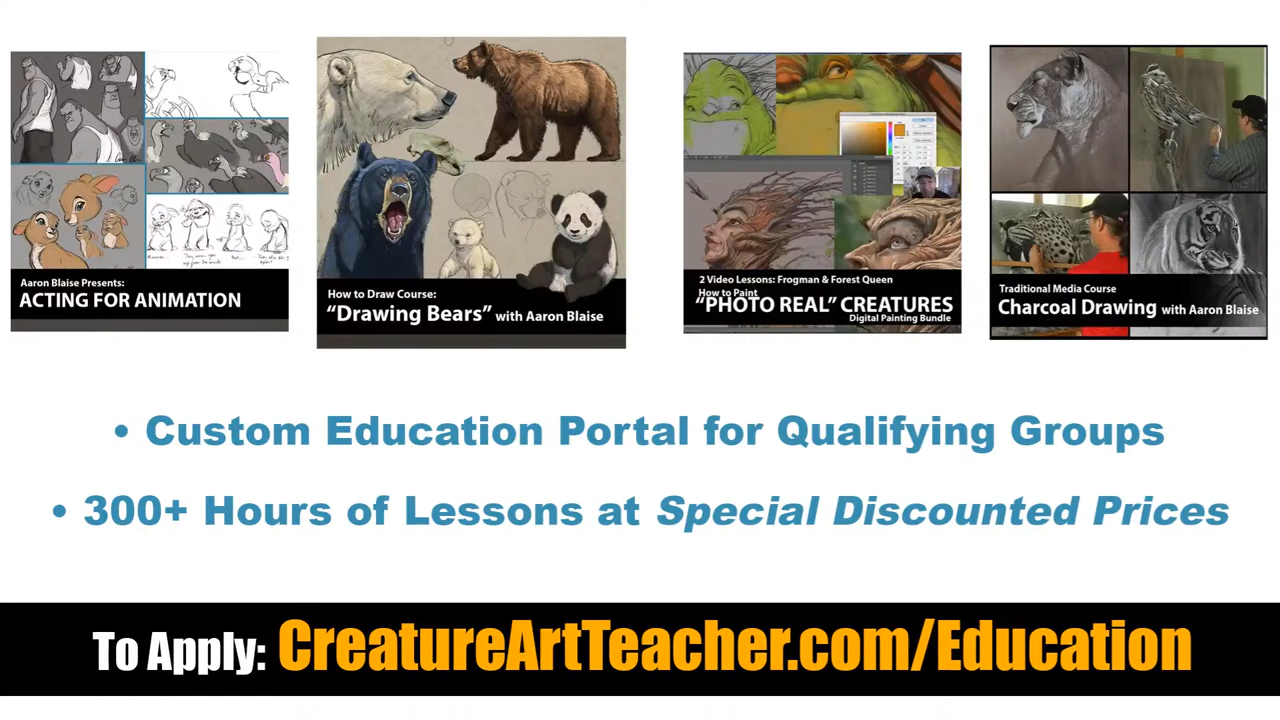 Aaron Blaise Presents:
ACTING FOR ANIMATION
How to Draw Course:
“Drawing Bears” with Aaron Blaise
2 Video Lessons: Frogman & Forest Queen
How to Paint
“PHOTO REAL” CREATURES
Digital Painting Bundle
Traditional Media Course
Charcoal Drawing with Aaron Blaise
• Custom Education Portal for Qualifying Groups
• 300+ Hours of Lessons at Special Discounted Prices
To Apply: CreatureArtTeacher.com/Education